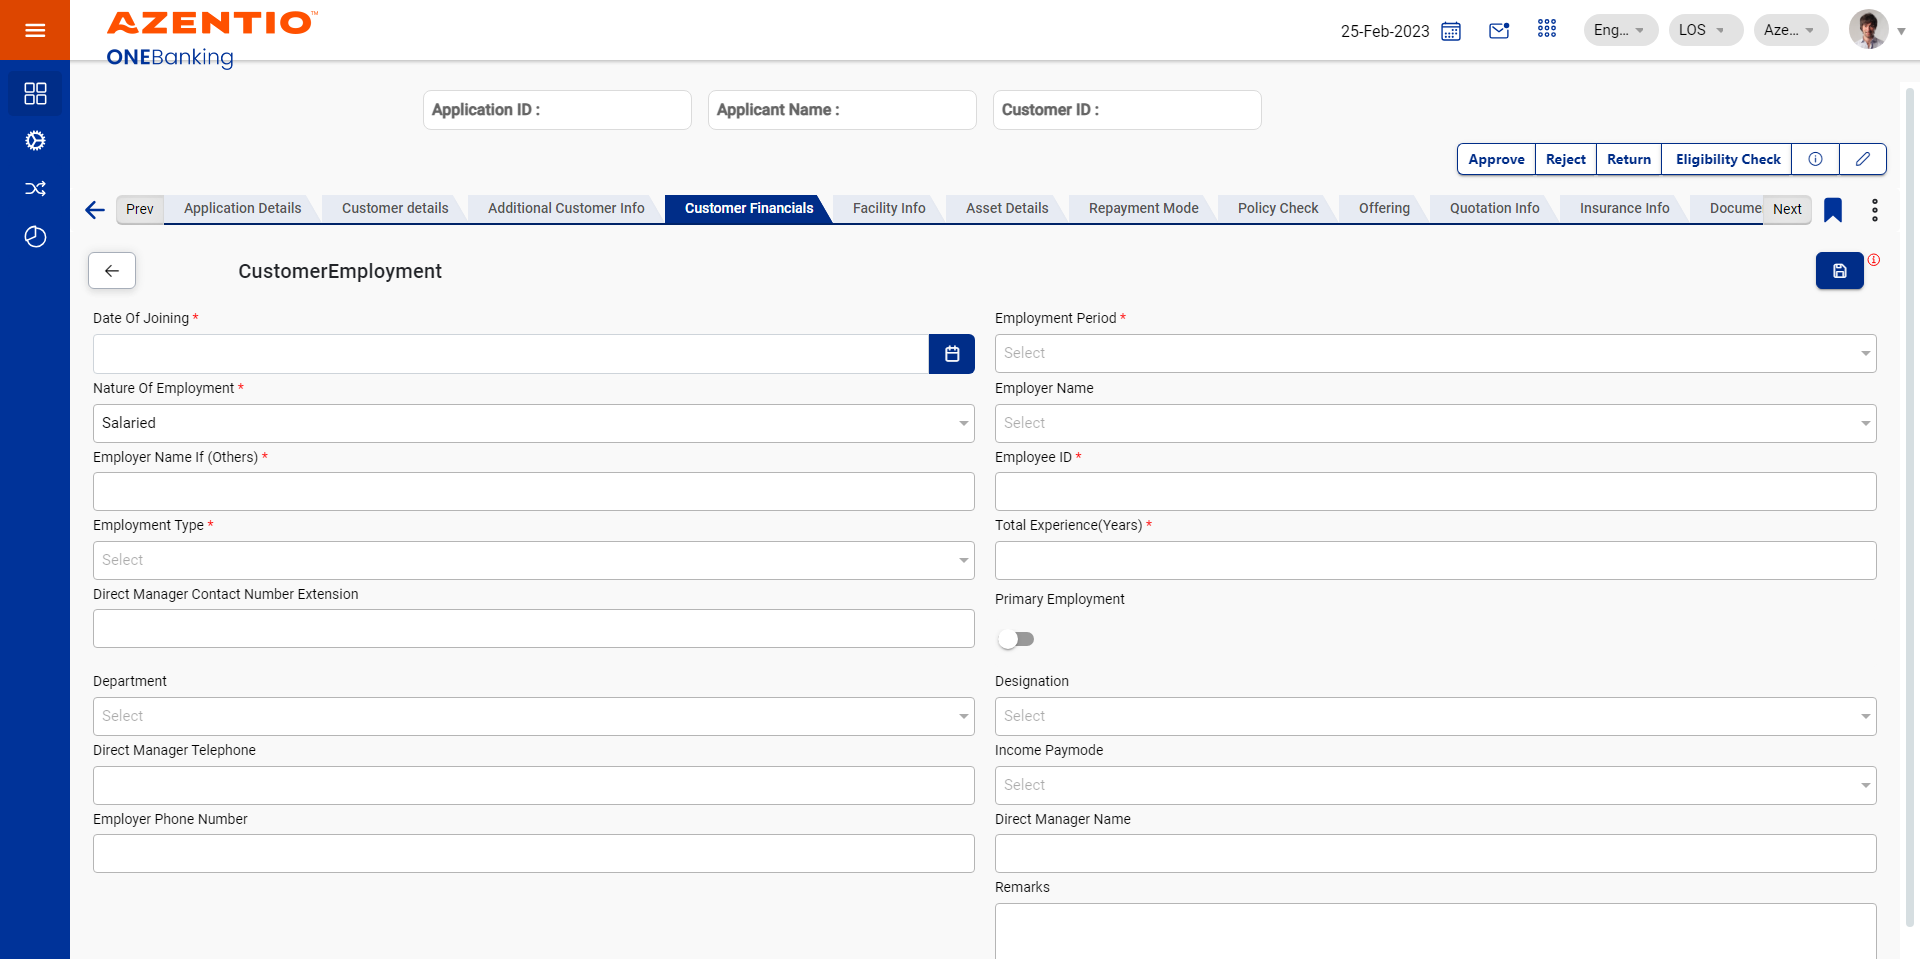 AZENTIO™
ONEBanking
25-Feb-2023
Eng...
LOS
Aze...
Application ID :
Applicant Name :
Customer ID :
Approve
Reject
Return
Eligibility Check
Prev
Application Details
Customer details
Additional Customer Info
Customer Financials
Facility Info
Asset Details
Repayment Mode
Policy Check
Offering
Quotation Info
Insurance Info
Docume
Next
CustomerEmployment
Date Of Joining *
Employment Period *
Select
Nature Of Employment *
Employer Name
Salaried
Select
Employer Name If (Others) *
Employee ID *
Employment Type *
Total Experience(Years) *
Select
Direct Manager Contact Number Extension
Primary Employment
Department
Designation
Select
Select
Direct Manager Telephone
Income Paymode
Select
Employer Phone Number
Direct Manager Name
Remarks